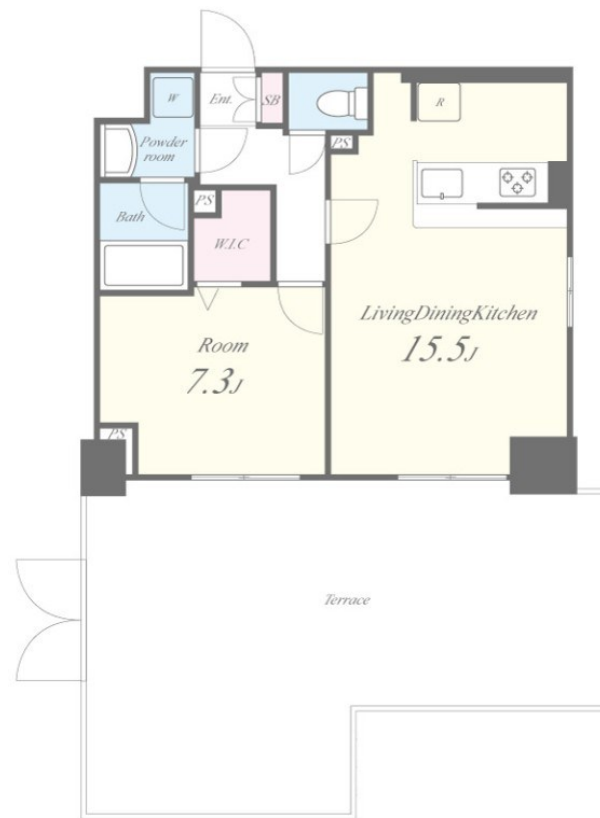 W
Ent.
SB
R
Powder
room
PS
PS
Bath
W.I.C
LivingDiningKitchen
15.5J
Room
7.3J
PS
Terrace